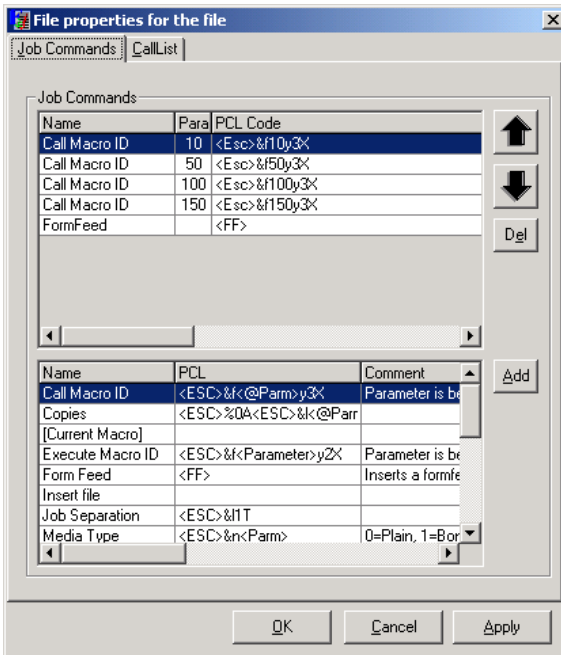 File properties for the file
Job Commands CallList
Job Commands
Name Para PCL Code
Call Macro ID 10 <Esc>&f10y3X
Call Macro ID 50 <Esc>&f50y3X
Call Macro ID 100 <Esc>&f100y3X
Call Macro ID 150 <Esc>&f150y3X
FormFeed <FF>
Del
Name PCL Comment
Add
Call Macro ID <ESC>&f<@Parm>y3X Parameter is be
Copies <ESC>%0A<ESC>&l<@Parr
[Current Macro]
Execute Macro ID <ESC>&f<Parameter>y2X Parameter is be
Form Feed <FF> Inserts a formfe
Insert file
Job Separation <ESC>&l1T
Media Type <ESC>&n<Parm> 0=Plain, 1=Bor
OK Cancel Apply